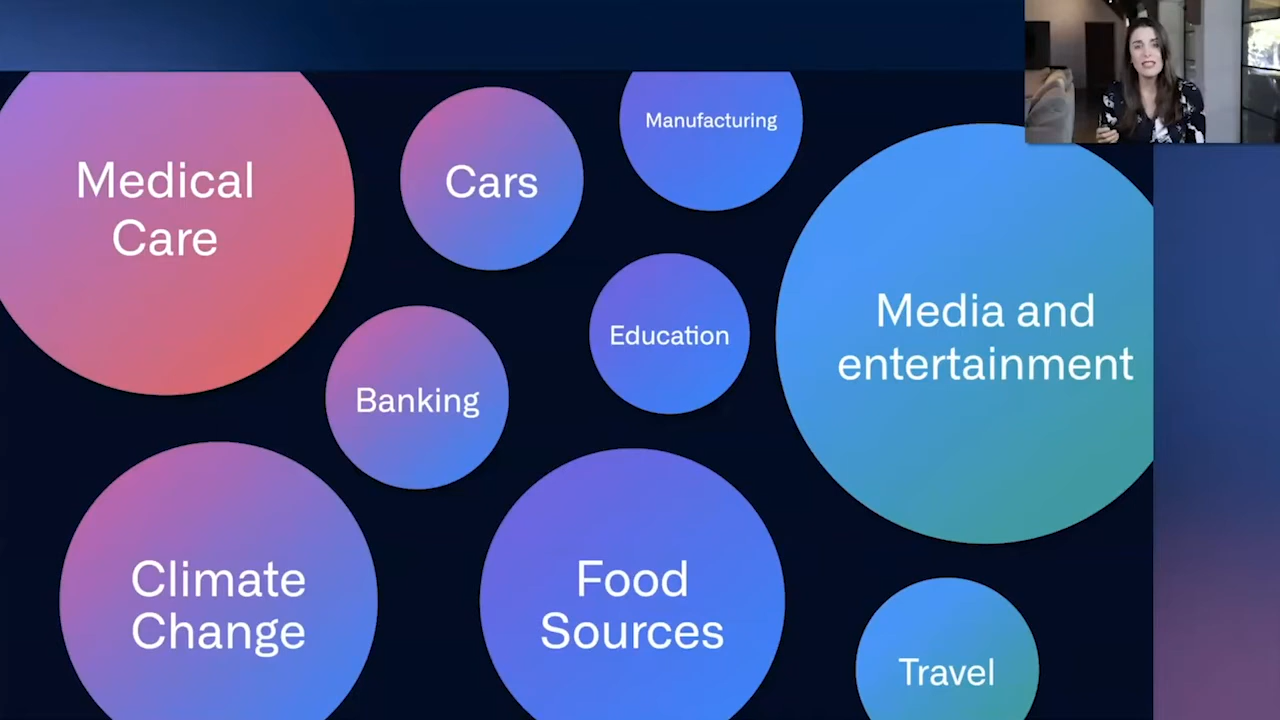 Medical
Care
Cars
Manufacturing
Media and
entertainment
Education
Banking
Climate
Change
Food
Sources
Travel